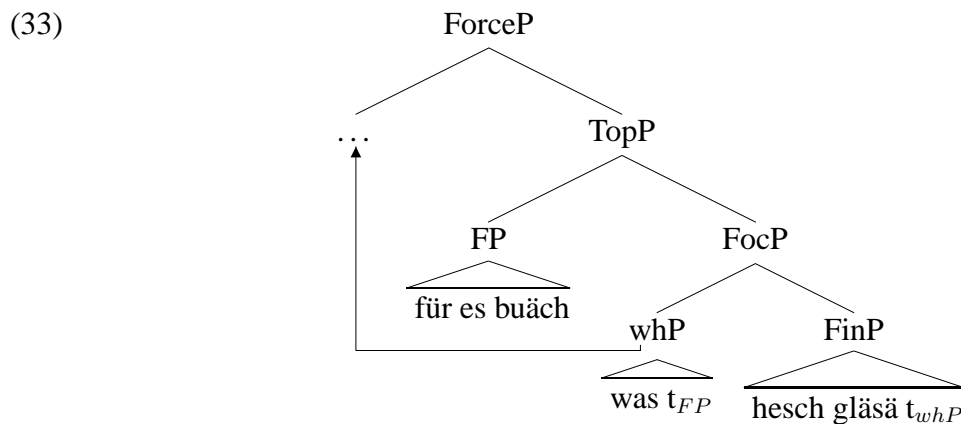 (33) ForceP
... TopP
FP FocP
für es buäch whP FinP
was t_FP hesch gläsä t_whP